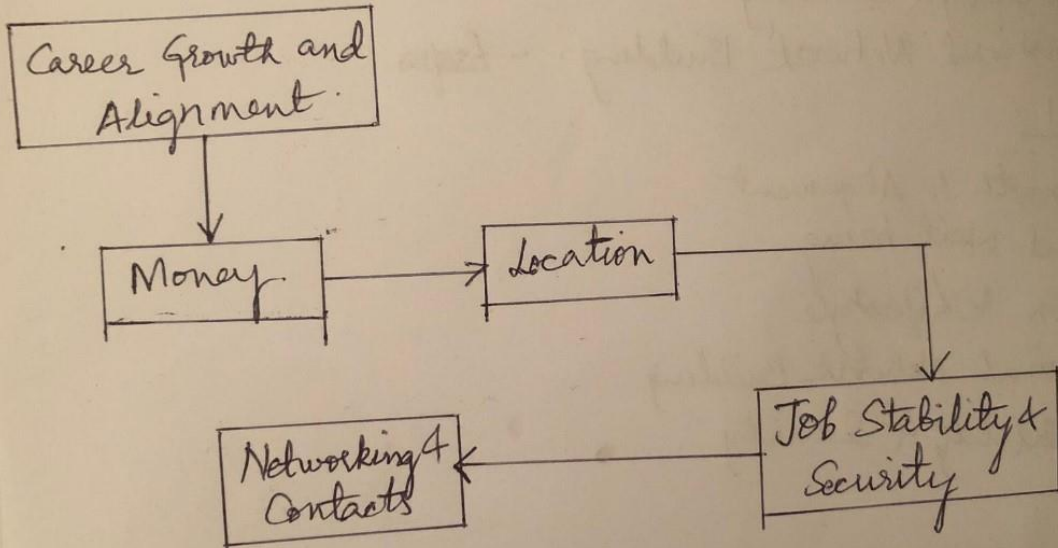 Career Growth and
Alignment.
Money.
Location
Job Stability &
Security
Networking &
Contacts